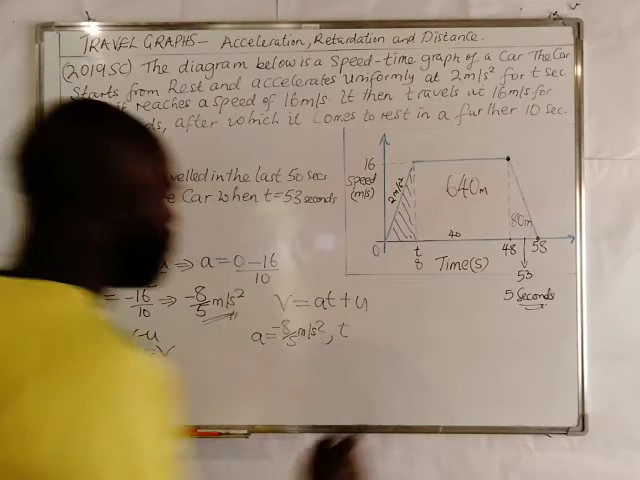 TRAVEL GRAPHS— Acceleration, Retardation and Distance.
(2019SC) The diagram below is a Speed-time graph of a Car. The Car
Starts from Rest and accelerates uniformly at 2m/s² for t sec
it reaches a speed of 16m/s. It then travels at 16m/s for
after which it comes to rest in a further 10 sec.
in the last 50 secs
Car when t=53 seconds
16
Speed
(m/s)
2m/s²
640m
80m
40
0
t
8
48
58
Time(s)
53
5 Seconds
⇒ a = 0-16/10
= -16/10 ⇒ -8/5 m/s²
V = at + u
a = -8/5 m/s², t